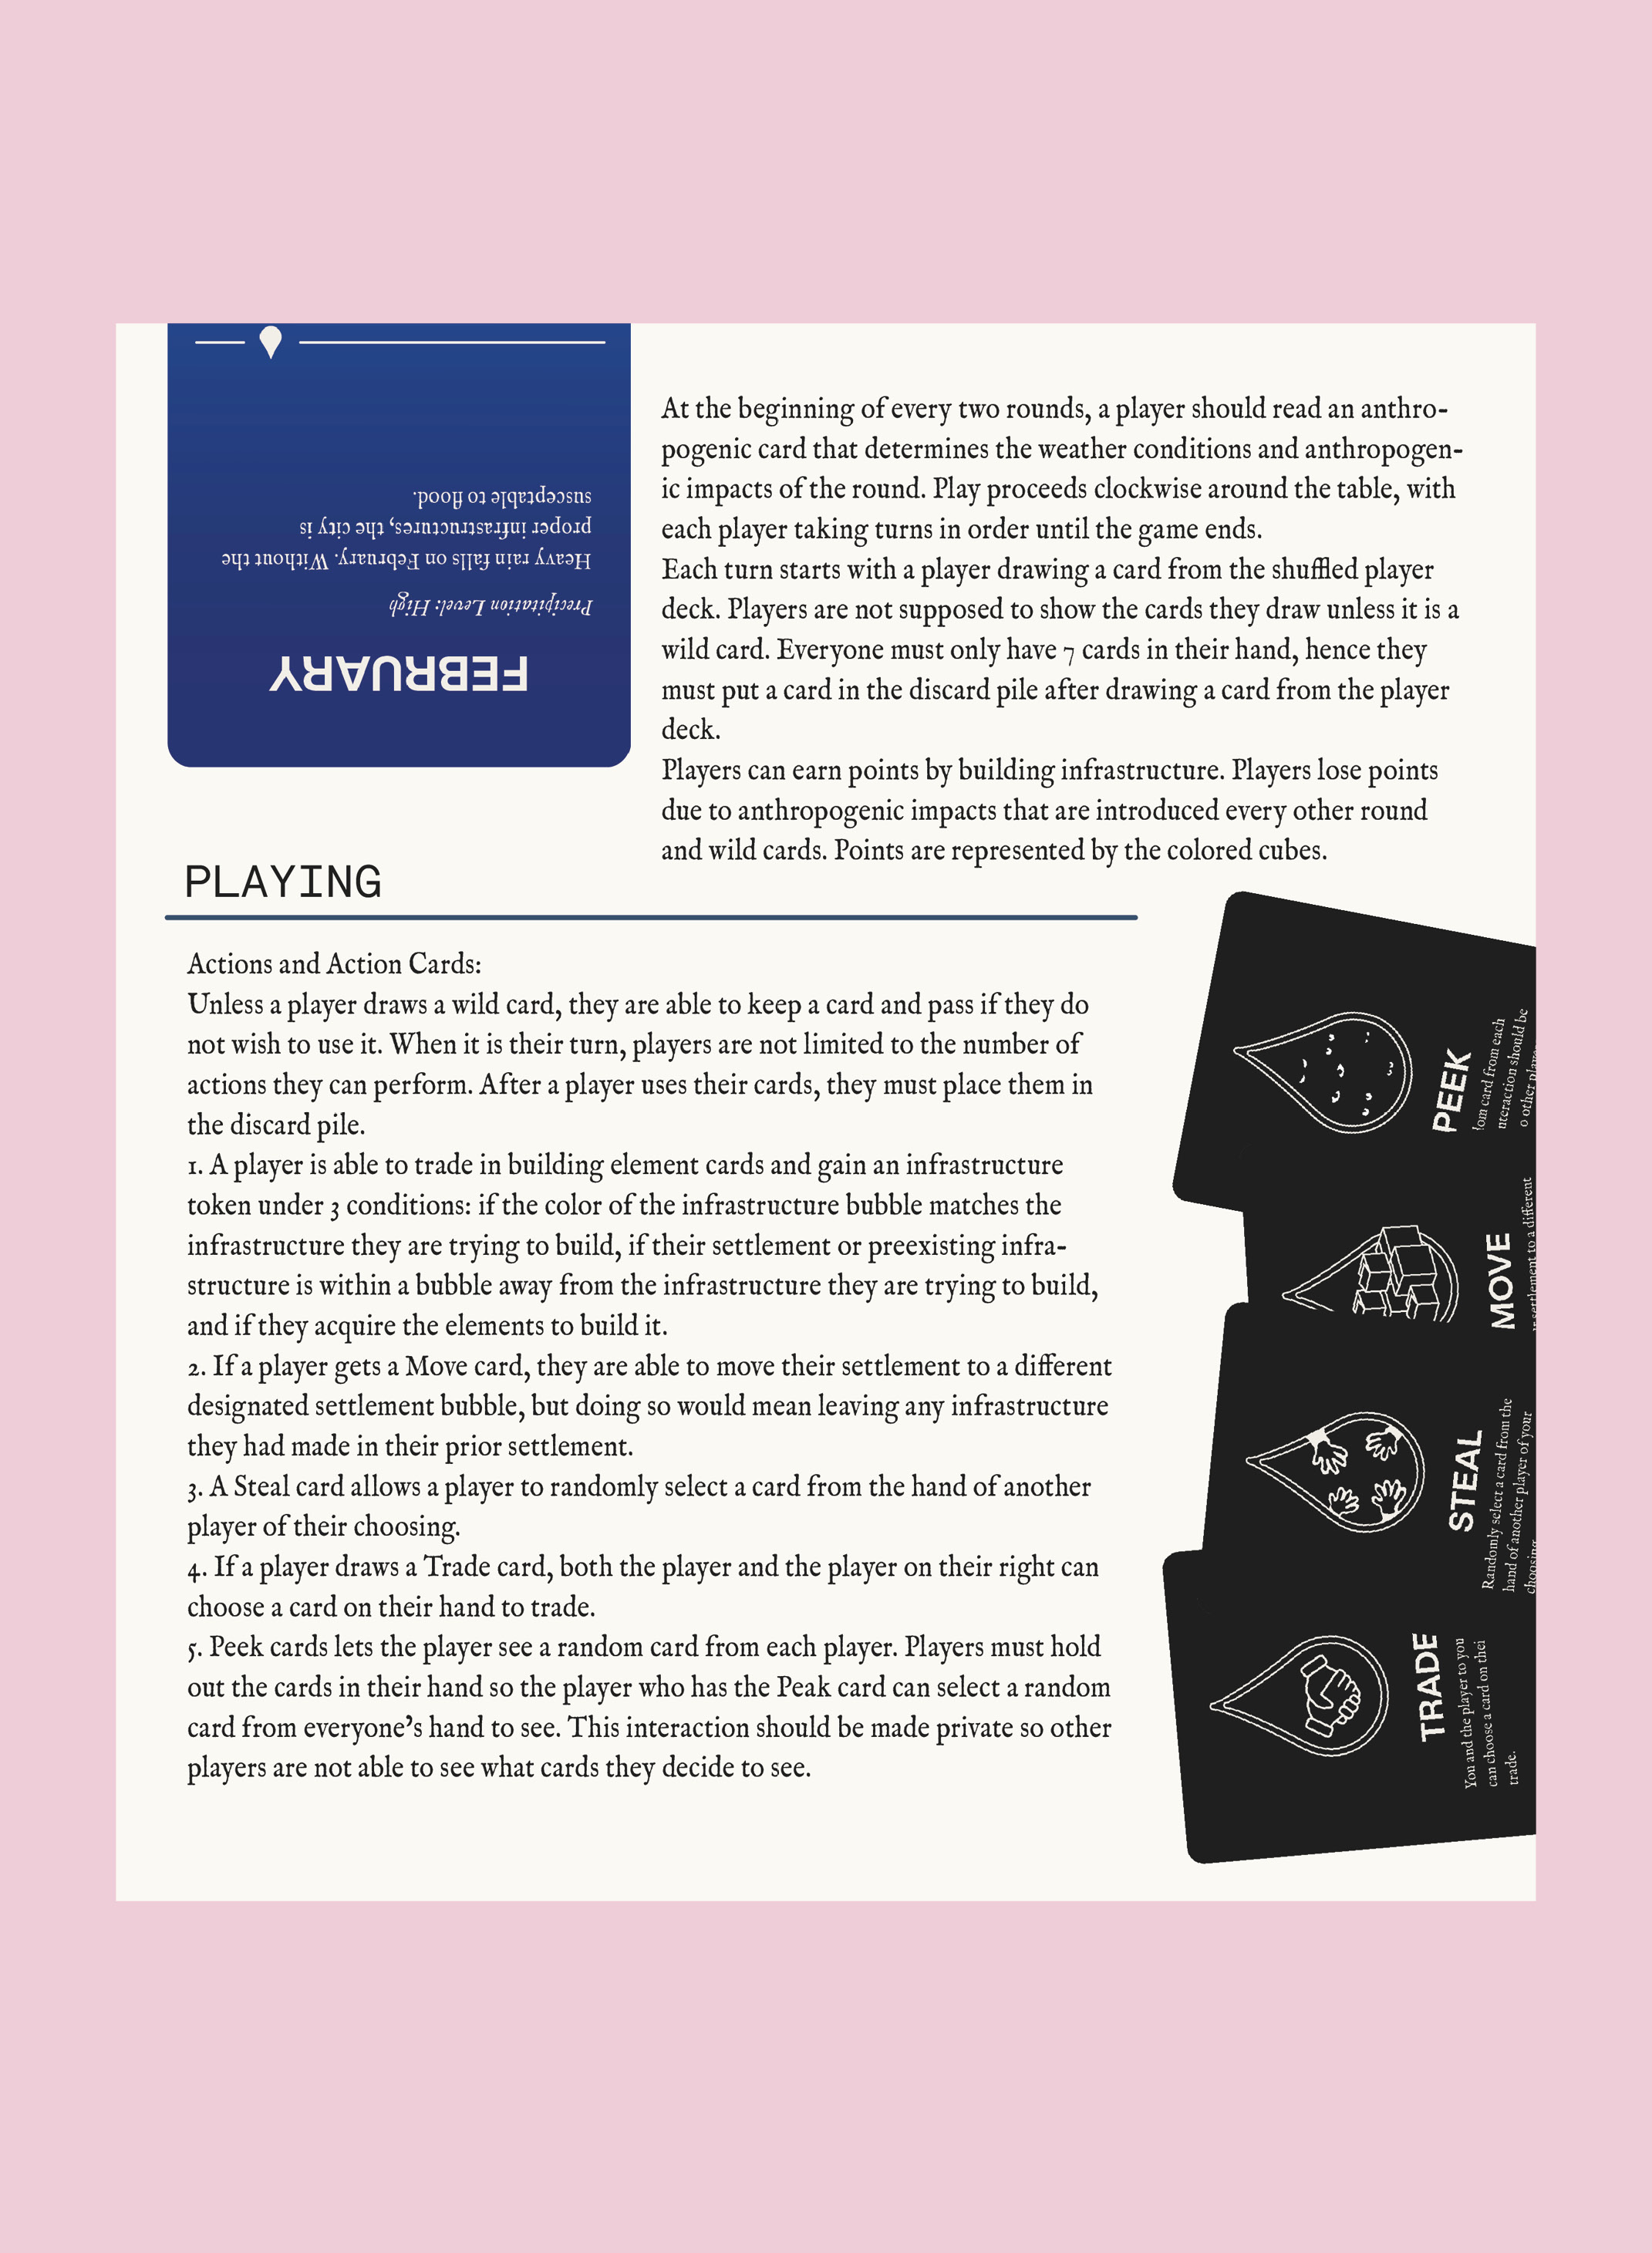 FEBRUARY
Precipitation Level: High
Heavy rain falls on February. Without the
proper infrastructures, the city is
susceptable to flood.
At the beginning of every two rounds, a player should read an anthro-
pogenic card that determines the weather conditions and anthropogen-
ic impacts of the round. Play proceeds clockwise around the table, with
each player taking turns in order until the game ends.
Each turn starts with a player drawing a card from the shuffled player
deck. Players are not supposed to show the cards they draw unless it is a
wild card. Everyone must only have 7 cards in their hand, hence they
must put a card in the discard pile after drawing a card from the player
deck.
Players can earn points by building infrastructure. Players lose points
due to anthropogenic impacts that are introduced every other round
and wild cards. Points are represented by the colored cubes.
PLAYING
Actions and Action Cards:
Unless a player draws a wild card, they are able to keep a card and pass if they do
not wish to use it. When it is their turn, players are not limited to the number of
actions they can perform. After a player uses their cards, they must place them in
the discard pile.
1. A player is able to trade in building element cards and gain an infrastructure
token under 3 conditions: if the color of the infrastructure bubble matches the
infrastructure they are trying to build, if their settlement or preexisting infra-
structure is within a bubble away from the infrastructure they are trying to build,
and if they acquire the elements to build it.
2. If a player gets a Move card, they are able to move their settlement to a different
designated settlement bubble, but doing so would mean leaving any infrastructure
they had made in their prior settlement.
3. A Steal card allows a player to randomly select a card from the hand of another
player of their choosing.
4. If a player draws a Trade card, both the player and the player on their right can
choose a card on their hand to trade.
5. Peek cards lets the player see a random card from each player. Players must hold
out the cards in their hand so the player who has the Peak card can select a random
card from everyone's hand to see. This interaction should be made private so other
players are not able to see what cards they decide to see.
PEEK
card from each
should be
other
MOVE
settlement to a different
STEAL
Randomly select a card from the
hand of another player of your
choosing
TRADE
You and the player to you
can choose a card on thei
trade.